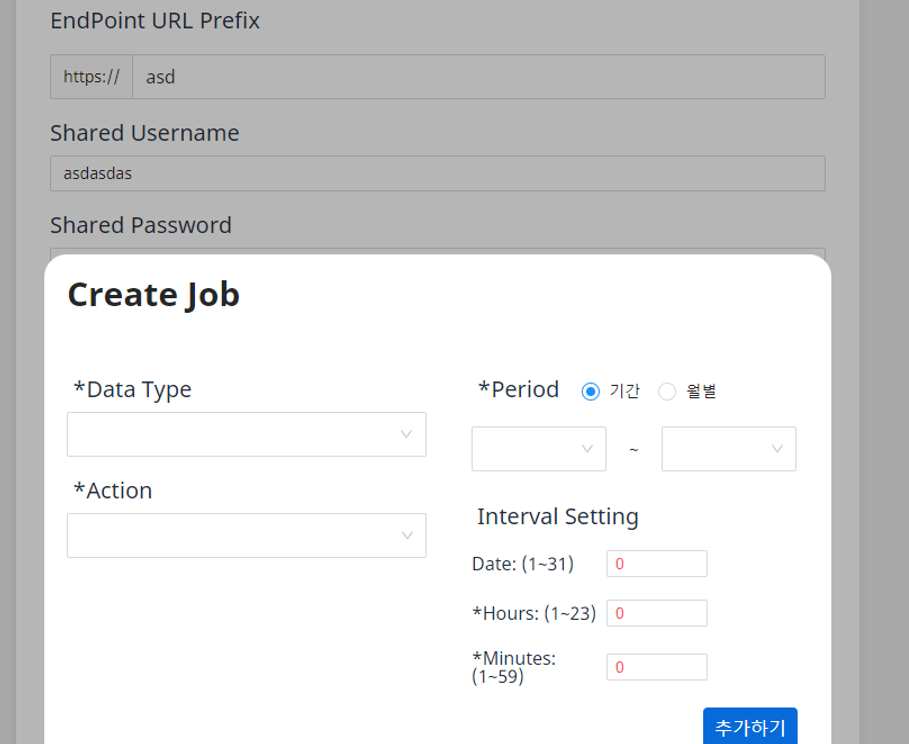 EndPoint URL Prefix
https:// asd
Shared Username
asdasdas
Shared Password
Create Job
*Data Type
*Action
*Period 기간 월별
~
Interval Setting
Date: (1~31) 0
*Hours: (1~23) 0
*Minutes:
(1~59) 0
추가하기